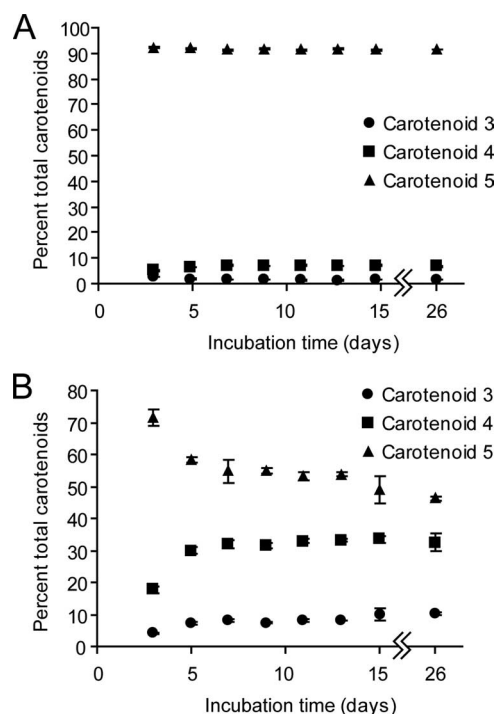 A
Percent total carotenoids
100
90
80
70
60
50
40
30
20
10
0
Carotenoid 3
Carotenoid 4
Carotenoid 5
0 5 10 15 26
Incubation time (days)
B
Percent total carotenoids
80
70
60
50
40
30
20
10
0
Carotenoid 3
Carotenoid 4
Carotenoid 5
0 5 10 15 26
Incubation time (days)